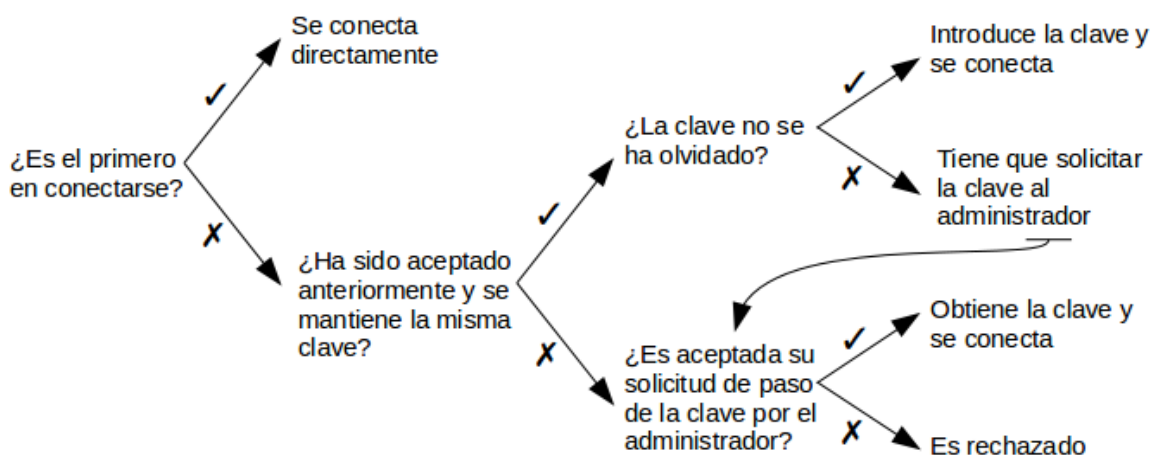 ¿Es el primero
en conectarse?
Se conecta
directamente
¿Ha sido aceptado
anteriormente y se
mantiene la misma
clave?
¿La clave no se
ha olvidado?
Introduce la clave y
se conecta
Tiene que solicitar
la clave al
administrador
¿Es aceptada su
solicitud de paso
de la clave por el
administrador?
Obtiene la clave y
se conecta
Es rechazado